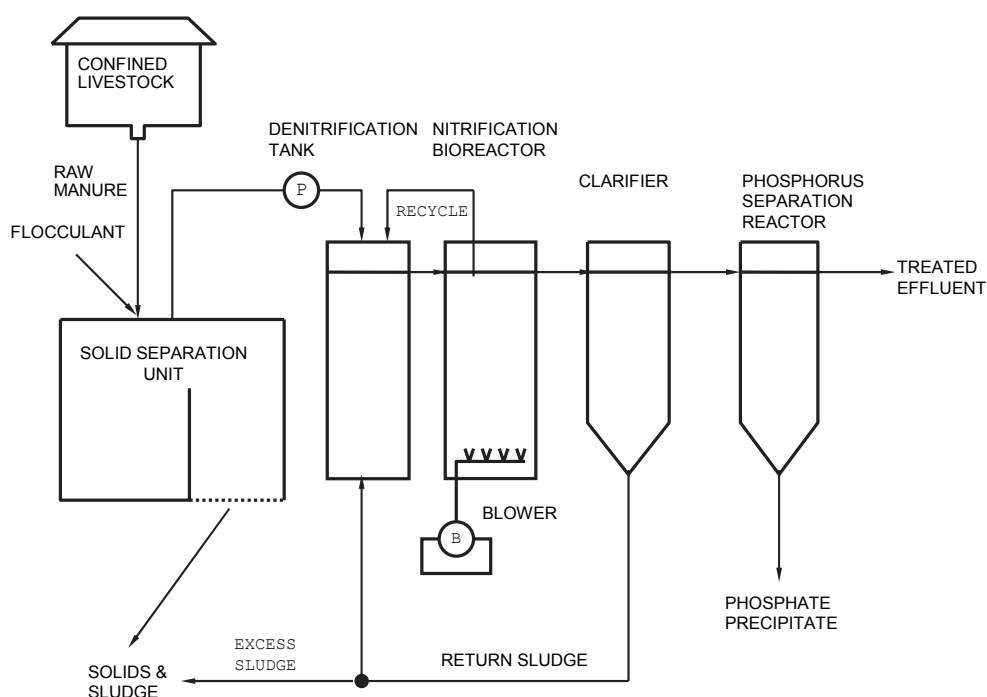 CONFINED
LIVESTOCK
DENITRIFICATION
TANK
NITRIFICATION
BIOREACTOR
CLARIFIER
PHOSPHORUS
SEPARATION
REACTOR
RAW
MANURE
P
RECYCLE
FLOCCULANT
TREATED
EFFLUENT
SOLID SEPARATION
UNIT
BLOWER
B
PHOSPHATE
PRECIPITATE
EXCESS
SLUDGE
RETURN SLUDGE
SOLIDS &
SLUDGE